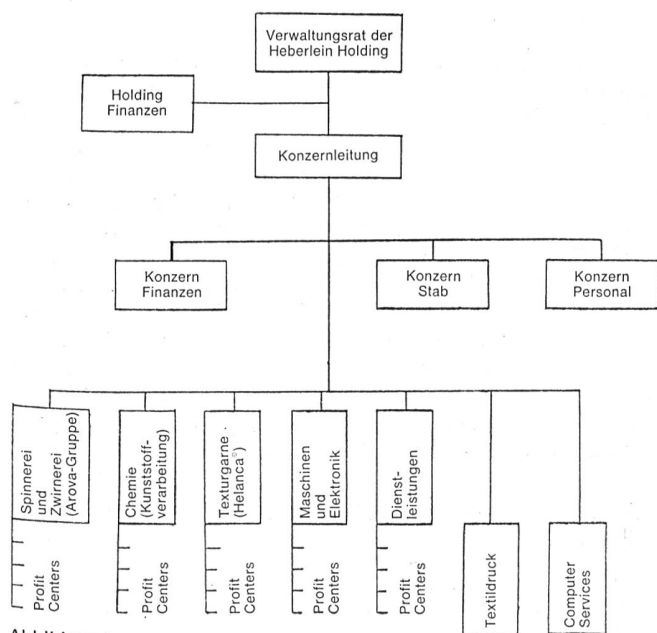 Verwaltungsrat der
Heberlein Holding
Holding
Finanzen
Konzernleitung
Konzern
Finanzen
Konzern
Stab
Konzern
Personal
Spinnerei
und
Zwirnerei
(Arova-Gruppe)
Chemie
(Kunststoff-
verarbeitung)
Texturgarne
(Helanca®)
Maschinen
und
Elektronik
Dienst-
leistungen
Textildruck
Computer
Services
Profit
Centers
Profit
Centers
Profit
Centers
Profit
Centers
Profit
Centers